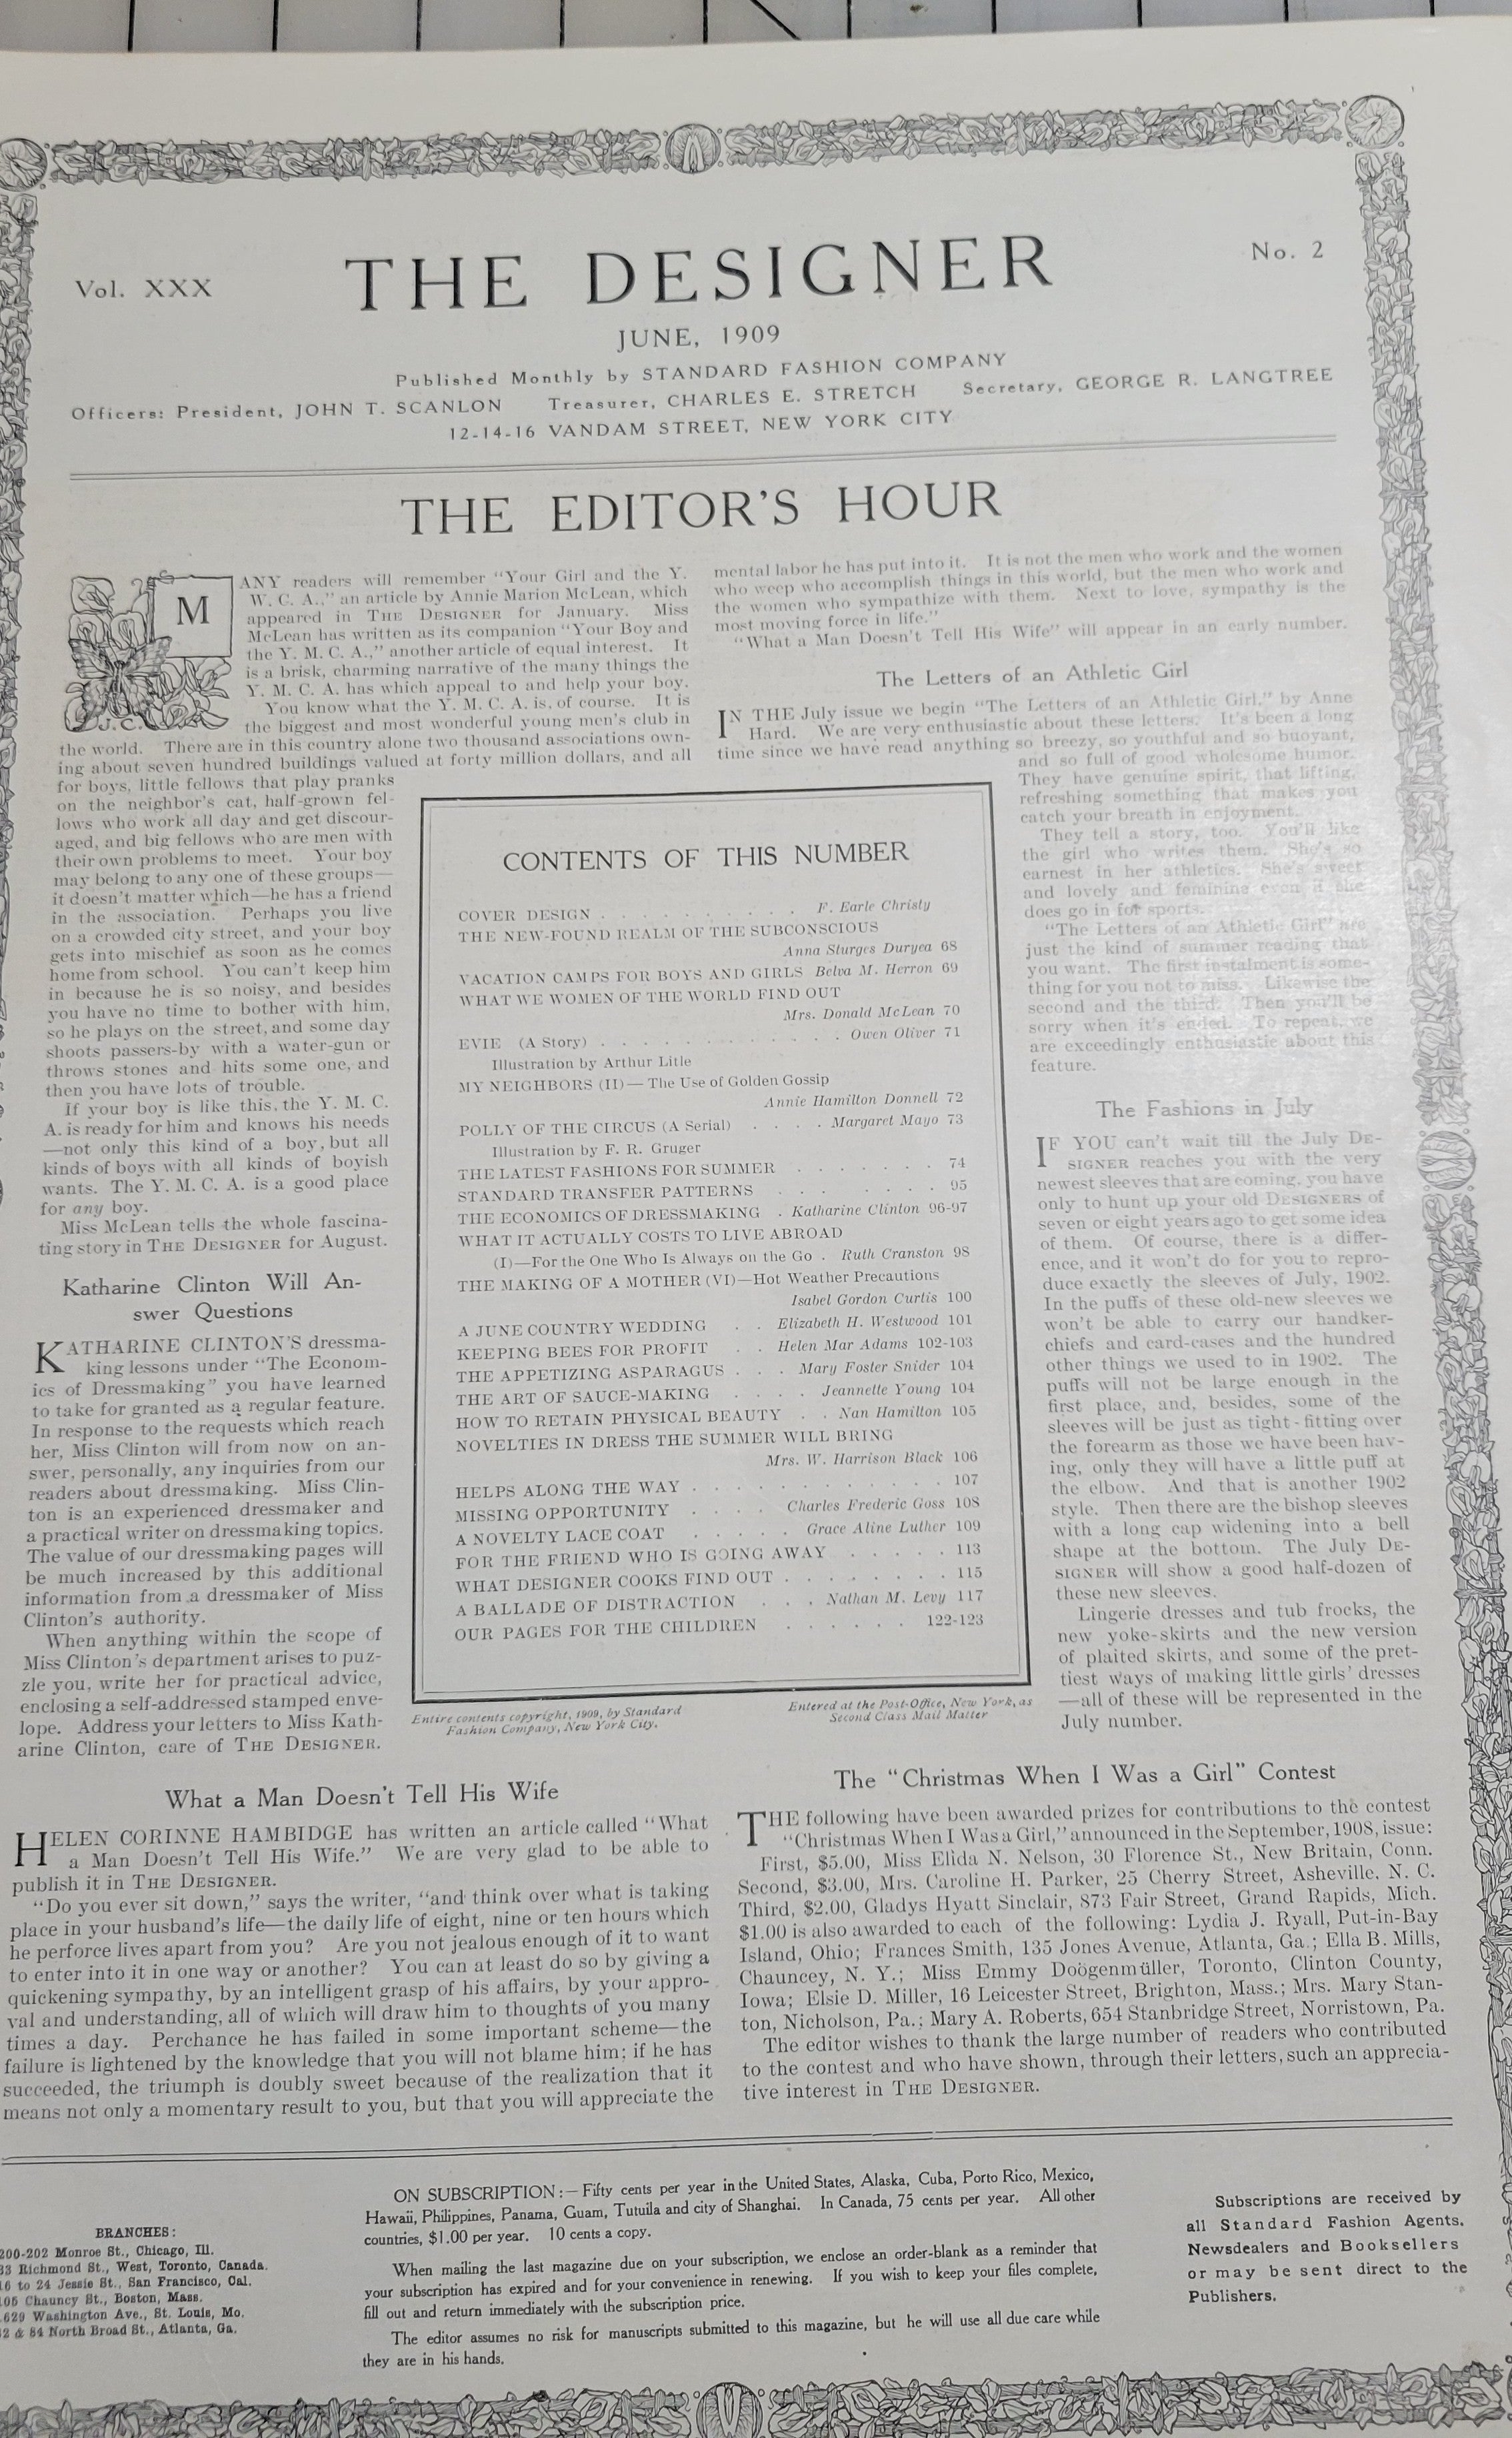 Vol. XXX
THE DESIGNER
No. 2
JUNE, 1909
Published Monthly by STANDARD FASHION COMPANY
Officers: President, JOHN T. SCANLON Treasurer, CHARLES E. STRETCH Secretary, GEORGE R. LANGTREE
12-14-16 VANDAM STREET, NEW YORK CITY
THE EDITOR'S HOUR
MANY readers will remember "Your Girl and the Y.
W. C. A.," an article by Annie Marion McLean, which
appeared in THE DESIGNER for January. Miss
McLean has written as its companion "Your Boy and
the Y. M. C. A.," another article of equal interest. It
is a brisk, charming narrative of the many things the
Y. M. C. A. has which appeal to and help your boy.
You know what the Y. M. C. A. is, of course. It is
the biggest and most wonderful young men's club in
J. C.
the world. There are in this country alone two thousand associations own-
ing about seven hundred buildings valued at forty million dollars, and all
for boys, little fellows that play pranks
on the neighbor's cat, half-grown fel-
lows who work all day and get discour-
aged, and big fellows who are men with
their own problems to meet. Your boy
may belong to any one of these groups—
it doesn't matter which—he has a friend
in the association. Perhaps you live
on a crowded city street, and your boy
gets into mischief as soon as he comes
home from school. You can't keep him
in because he is so noisy, and besides
you have no time to bother with him,
so he plays on the street, and some day
shoots passers-by with a water-gun or
throws stones and hits some one, and
then you have lots of trouble.
If your boy is like this, the Y. M. C.
A. is ready for him and knows his needs
—not only this kind of a boy, but all
kinds of boys with all kinds of boyish
wants. The Y. M. C. A. is a good place
for any boy.
Miss McLean tells the whole fascina-
ting story in THE DESIGNER for August.
Katharine Clinton Will An-
swer Questions
KATHARINE CLINTON'S dressma-
king lessons under "The Econom-
ics of Dressmaking" you have learned
to take for granted as a regular feature.
In response to the requests which reach
her, Miss Clinton will from now on an-
swer, personally, any inquiries from our
readers about dressmaking. Miss Clin-
ton is an experienced dressmaker and
a practical writer on dressmaking topics.
The value of our dressmaking pages will
be much increased by this additional
information from a dressmaker of Miss
Clinton's authority.
When anything within the scope of
Miss Clinton's department arises to puz-
zle you, write her for practical advice,
enclosing a self-addressed stamped enve-
lope. Address your letters to Miss Kath-
arine Clinton, care of THE DESIGNER.
What a Man Doesn't Tell His Wife
HELEN CORINNE HAMBIDGE has written an article called "What
a Man Doesn't Tell His Wife." We are very glad to be able to
publish it in THE DESIGNER.
"Do you ever sit down," says the writer, "and think over what is taking
place in your husband's life—the daily life of eight, nine or ten hours which
he perforce lives apart from you? Are you not jealous enough of it to want
to enter into it in one way or another? You can at least do so by giving a
quickening sympathy, by an intelligent grasp of his affairs, by your appro-
val and understanding, all of which will draw him to thoughts of you many
times a day. Perchance he has failed in some important scheme—the
failure is lightened by the knowledge that you will not blame him; if he has
succeeded, the triumph is doubly sweet because of the realization that it
means not only a momentary result to you, but that you will appreciate the
mental labor he has put into it. It is not the men who work and the women
who weep who accomplish things in this world, but the men who work and
the women who sympathize with them. Next to love, sympathy is the
most moving force in life."
"What a Man Doesn't Tell His Wife" will appear in an early number.
The Letters of an Athletic Girl
IN THE July issue we begin "The Letters of an Athletic Girl," by Anne
Hard. We are very enthusiastic about these letters. It's been a long
time since we have read anything so breezy, so youthful and so buoyant,
and so full of good wholesome humor.
They have genuine spirit, that lifting,
refreshing something that makes you
catch your breath in enjoyment.
They tell a story, too. You'll like
the girl who writes them. She's so
earnest in her athletics. She's sweet
and lovely and feminine even if she
does go in for sports.
"The Letters of an Athletic Girl" are
just the kind of summer reading that
you want. The first instalment is some-
thing for you not to miss. Likewise the
second and the third. Then you'll be
sorry when it's ended. To repeat, we
are exceedingly enthusiastic about this
feature.
The Fashions in July
IF YOU can't wait till the July DE-
SIGNER reaches you with the very
newest sleeves that are coming, you have
only to hunt up your old DESIGNERS of
seven or eight years ago to get some idea
of them. Of course, there is a differ-
ence, and it won't do for you to repro-
duce exactly the sleeves of July, 1902.
In the puffs of these old-new sleeves we
won't be able to carry our handker-
chiefs and card-cases and the hundred
other things we used to in 1902. The
puffs will not be large enough in the
first place, and, besides, some of the
sleeves will be just as tight-fitting over
the forearm as those we have been hav-
ing, only they will have a little puff at
the elbow. And that is another 1902
style. Then there are the bishop sleeves
with a long cap widening into a bell
shape at the bottom. The July DE-
SIGNER will show a good half-dozen of
these new sleeves.
Lingerie dresses and tub frocks, the
new yoke-skirts and the new version
of plaited skirts, and some of the pret-
tiest ways of making little girls' dresses
—all of these will be represented in the
July number.
CONTENTS OF THIS NUMBER
COVER DESIGN . . . . . . . . . . F. Earle Christy
THE NEW-FOUND REALM OF THE SUBCONSCIOUS
Anna Sturges Duryea 68
VACATION CAMPS FOR BOYS AND GIRLS Belva M. Herron 69
WHAT WE WOMEN OF THE WORLD FIND OUT
Mrs. Donald McLean 70
EVIE (A Story) . . . . . . . . . . . . Owen Oliver 71
Illustration by Arthur Litle
MY NEIGHBORS (II)—The Use of Golden Gossip
Annie Hamilton Donnell 72
POLLY OF THE CIRCUS (A Serial) . . . . Margaret Mayo 73
Illustration by F. R. Gruger
THE LATEST FASHIONS FOR SUMMER . . . . . . . 74
STANDARD TRANSFER PATTERNS . . . . . . . 95
THE ECONOMICS OF DRESSMAKING . Katharine Clinton 96-97
WHAT IT ACTUALLY COSTS TO LIVE ABROAD
(I)—For the One Who Is Always on the Go . Ruth Cranston 98
THE MAKING OF A MOTHER (VI)—Hot Weather Precautions
Isabel Gordon Curtis 100
A JUNE COUNTRY WEDDING . . Elizabeth H. Westwood 101
KEEPING BEES FOR PROFIT . . Helen Mar Adams 102-103
THE APPETIZING ASPARAGUS . . . Mary Foster Snider 104
THE ART OF SAUCE-MAKING . . . . Jeannette Young 104
HOW TO RETAIN PHYSICAL BEAUTY . . Nan Hamilton 105
NOVELTIES IN DRESS THE SUMMER WILL BRING
Mrs. W. Harrison Black 106
HELPS ALONG THE WAY . . . . . . . . . . . . 107
MISSING OPPORTUNITY . . . . Charles Frederic Goss 108
A NOVELTY LACE COAT . . . . . . Grace Aline Luther 109
FOR THE FRIEND WHO IS GOING AWAY . . . . . 113
WHAT DESIGNER COOKS FIND OUT . . . . . . . 115
A BALLADE OF DISTRACTION . . . Nathan M. Levy 117
OUR PAGES FOR THE CHILDREN . . . . . . 122-123
Entire contents copyright, 1909, by Standard
Fashion Company, New York City.
Entered at the Post-Office, New York, as
Second Class Mail Matter
The "Christmas When I Was a Girl" Contest
THE following have been awarded prizes for contributions to the contest
"Christmas When I Was a Girl," announced in the September, 1908, issue:
First, $5.00, Miss Elida N. Nelson, 30 Florence St., New Britain, Conn.
Second, $3.00, Mrs. Caroline H. Parker, 25 Cherry Street, Asheville, N. C.
Third, $2.00, Gladys Hyatt Sinclair, 873 Fair Street, Grand Rapids, Mich.
$1.00 is also awarded to each of the following: Lydia J. Ryall, Put-in-Bay
Island, Ohio; Frances Smith, 135 Jones Avenue, Atlanta, Ga.; Ella B. Mills,
Chauncey, N. Y.; Miss Emmy Doögenmüller, Toronto, Clinton County,
Iowa; Elsie D. Miller, 16 Leicester Street, Brighton, Mass.; Mrs. Mary Stan-
ton, Nicholson, Pa.; Mary A. Roberts, 654 Stanbridge Street, Norristown, Pa.
The editor wishes to thank the large number of readers who contributed
to the contest and who have shown, through their letters, such an apprecia-
tive interest in THE DESIGNER.
BRANCHES:
200-202 Monroe St., Chicago, Ill.
33 Richmond St., West, Toronto, Canada.
16 to 24 Jessie St., San Francisco, Cal.
105 Chauncy St., Boston, Mass.
1629 Washington Ave., St. Louis, Mo.
82 & 84 North Broad St., Atlanta, Ga.
ON SUBSCRIPTION:—Fifty cents per year in the United States, Alaska, Cuba, Porto Rico, Mexico,
Hawaii, Philippines, Panama, Guam, Tutuila and city of Shanghai. In Canada, 75 cents per year. All other
countries, $1.00 per year. 10 cents a copy.
When mailing the last magazine due on your subscription, we enclose an order-blank as a reminder that
your subscription has expired and for your convenience in renewing. If you wish to keep your files complete,
fill out and return immediately with the subscription price.
The editor assumes no risk for manuscripts submitted to this magazine, but he will use all due care while
they are in his hands.
Subscriptions are received by
all Standard Fashion Agents,
Newsdealers and Booksellers
or may be sent direct to the
Publishers.